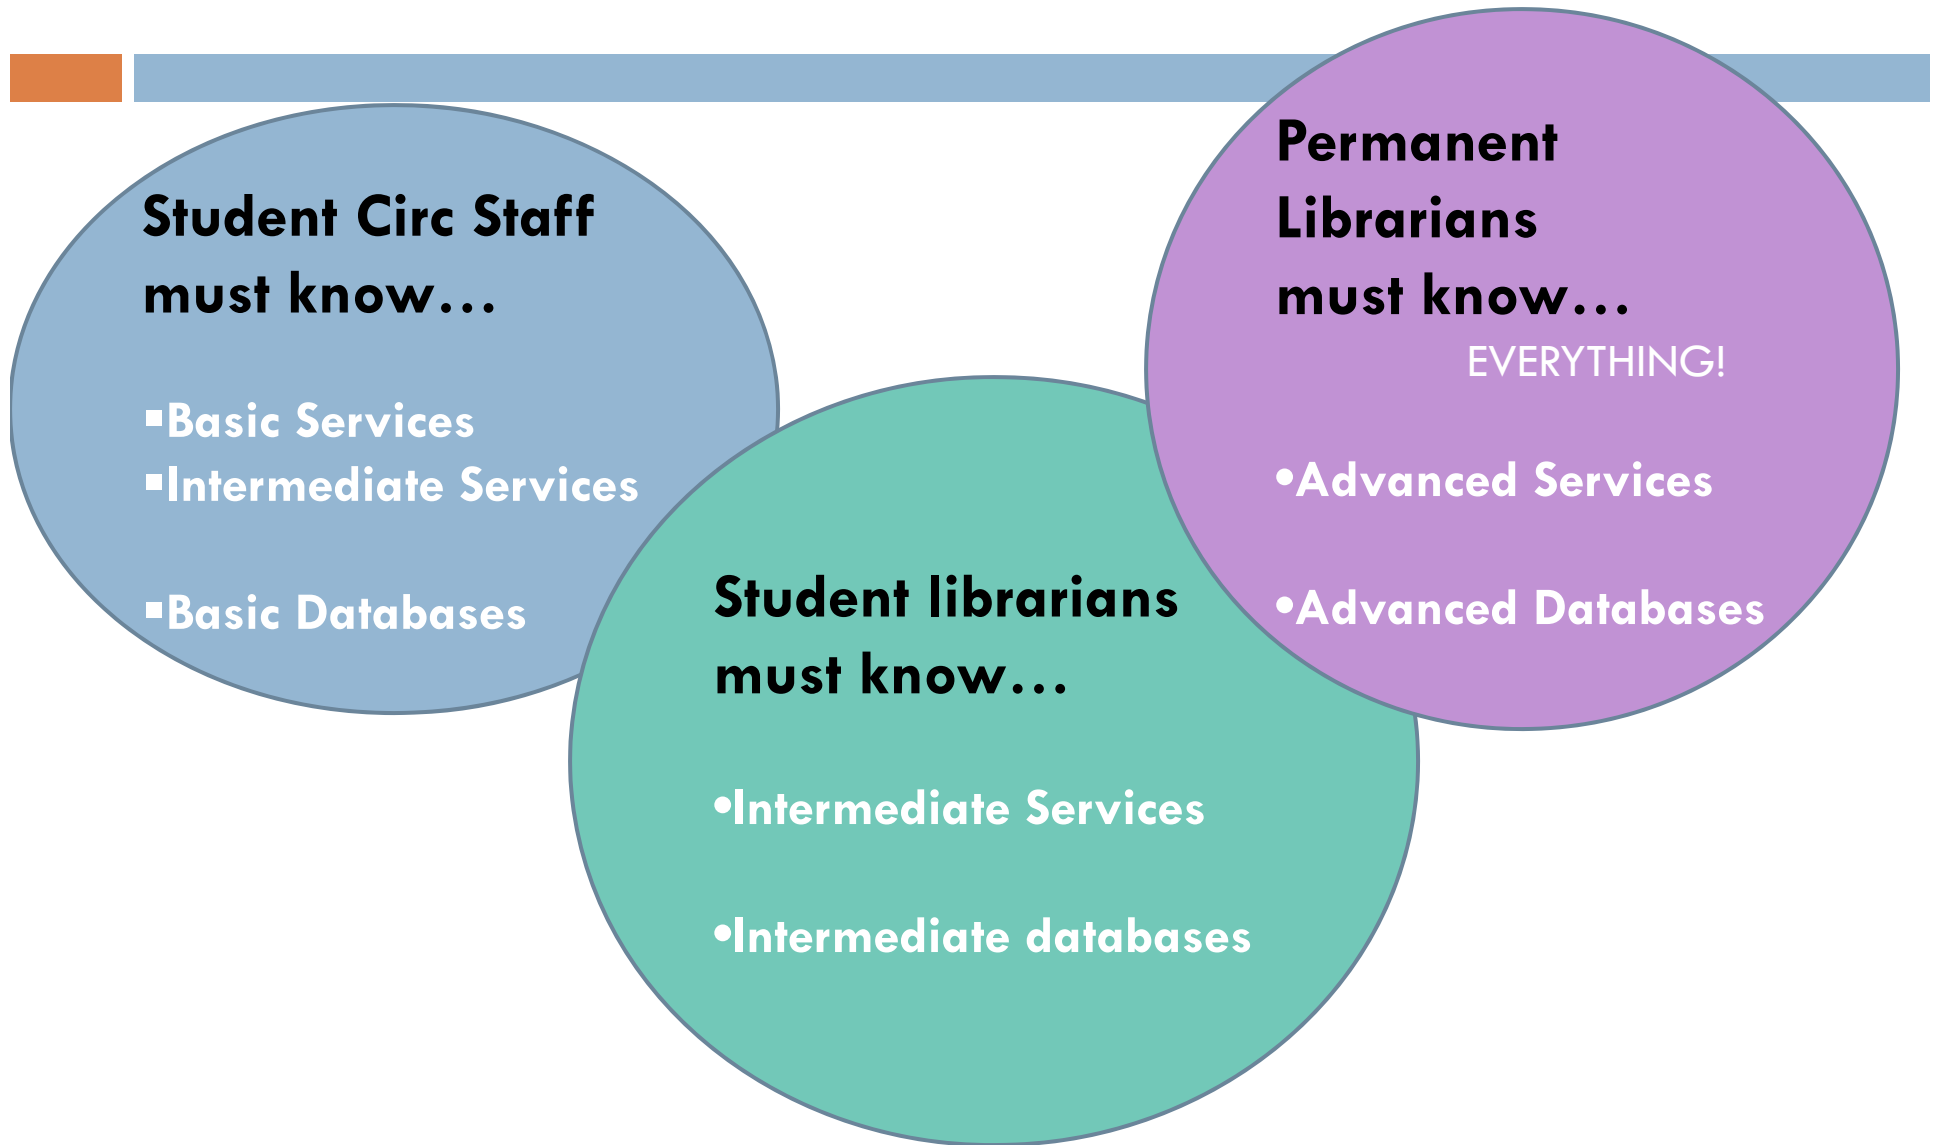 Student Circ Staff
must know…
▪Basic Services
▪Intermediate Services
▪Basic Databases
Student librarians
must know…
•Intermediate Services
•Intermediate databases
Permanent
Librarians
must know…
EVERYTHING!
•Advanced Services
•Advanced Databases